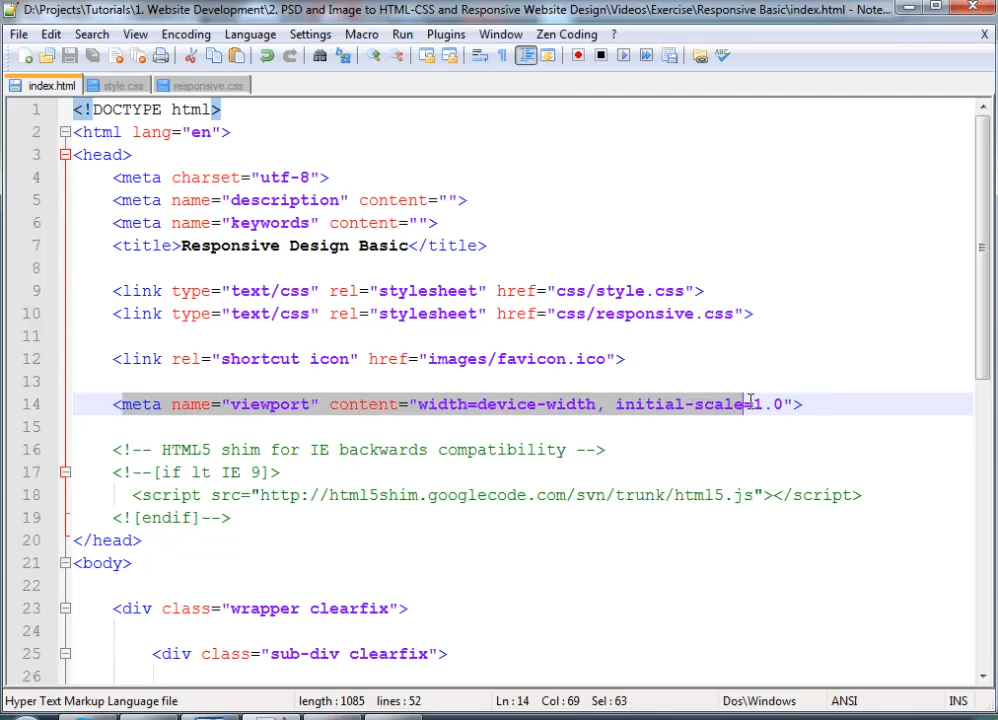 D:\Projects\Tutorials\1. Website Development\2. PSD and Image to HTML-CSS and Responsive Website Design\Videos\Exercise\Responsive Basic\index.html - Note...
File Edit Search View Encoding Language Settings Macro Run Plugins Window Zen Coding ? X
index.html style.css responsive.css
1 <!DOCTYPE html>
2 <html lang="en">
3 <head>
4 <meta charset="utf-8">
5 <meta name="description" content="">
6 <meta name="keywords" content="">
7 <title>Responsive Design Basic</title>
8
9 <link type="text/css" rel="stylesheet" href="css/style.css">
10 <link type="text/css" rel="stylesheet" href="css/responsive.css">
11
12 <link rel="shortcut icon" href="images/favicon.ico">
13
14 <meta name="viewport" content="width=device-width, initial-scale=1.0">
15
16 <!-- HTML5 shim for IE backwards compatibility -->
17 <!--[if lt IE 9]>
18 <script src="http://html5shim.googlecode.com/svn/trunk/html5.js"></script>
19 <![endif]-->
20 </head>
21 <body>
22
23 <div class="wrapper clearfix">
24
25 <div class="sub-div clearfix">
26
Hyper Text Markup Language file length : 1085 lines : 52 Ln : 14 Col : 69 Sel : 63 Dos\Windows ANSI INS